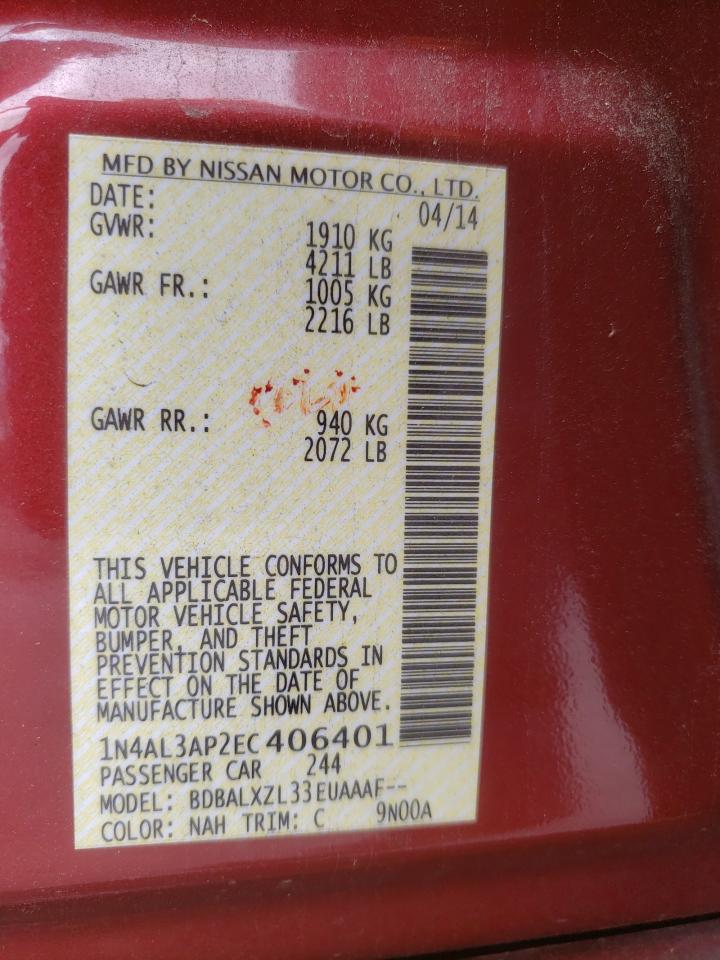 MFD BY NISSAN MOTOR CO., LTD.
DATE: 04/14
GVWR: 1910 KG
4211 LB
GAWR FR.: 1005 KG
2216 LB
GAWR RR.: 940 KG
2072 LB
THIS VEHICLE CONFORMS TO
ALL APPLICABLE FEDERAL
MOTOR VEHICLE SAFETY,
BUMPER, AND THEFT
PREVENTION STANDARDS IN
EFFECT ON THE DATE OF
MANUFACTURE SHOWN ABOVE.
1N4AL3AP2EC406401
PASSENGER CAR 244
MODEL: BDBALXZL33EUAAAF--
COLOR: NAH TRIM: C 9N00A